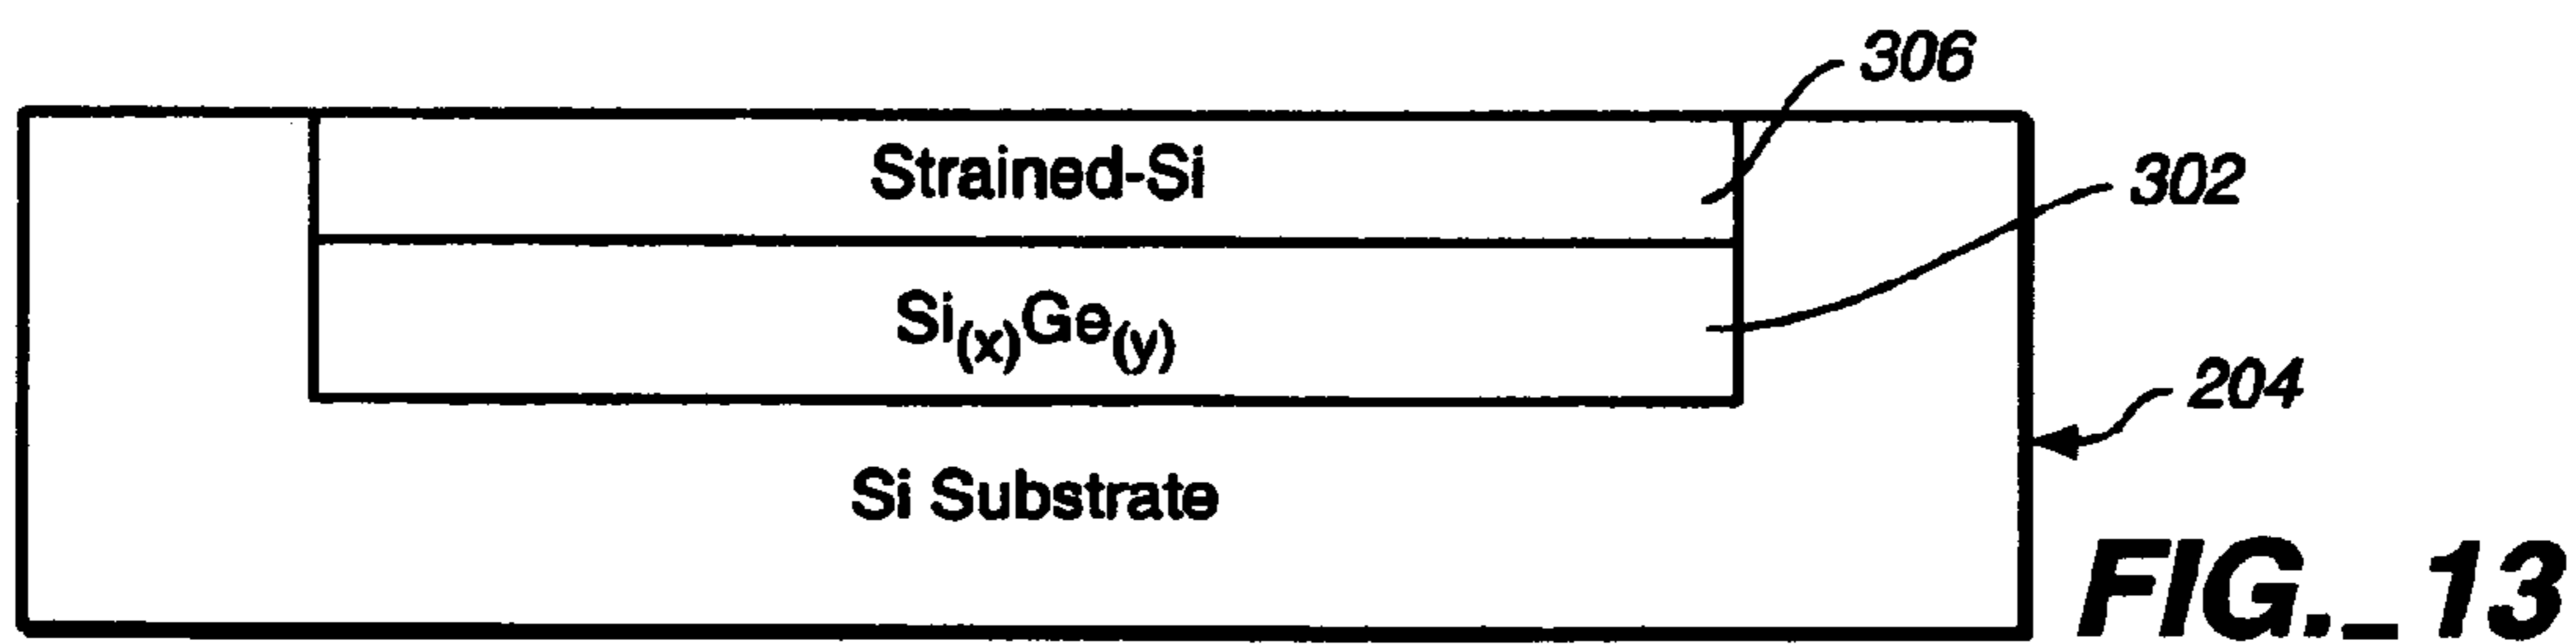 306
Strained-Si
302
Si(x)Ge(y)
204
Si Substrate
FIG._13